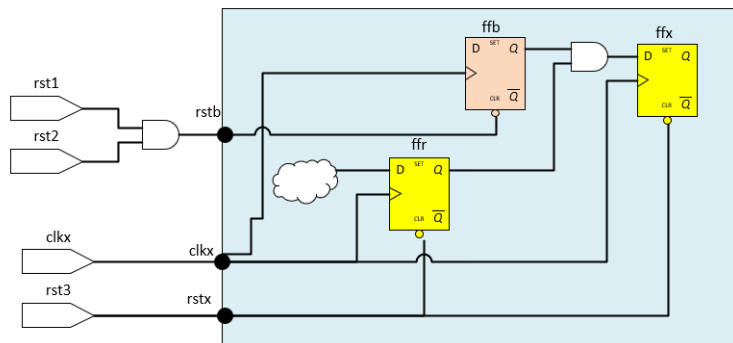 ffb
ffx
D SET Q
CLR Q
D SET Q
CLR Q
rst1
rst2
rstb
ffr
D SET Q
CLR Q
clkx
clkx
rst3
rstx